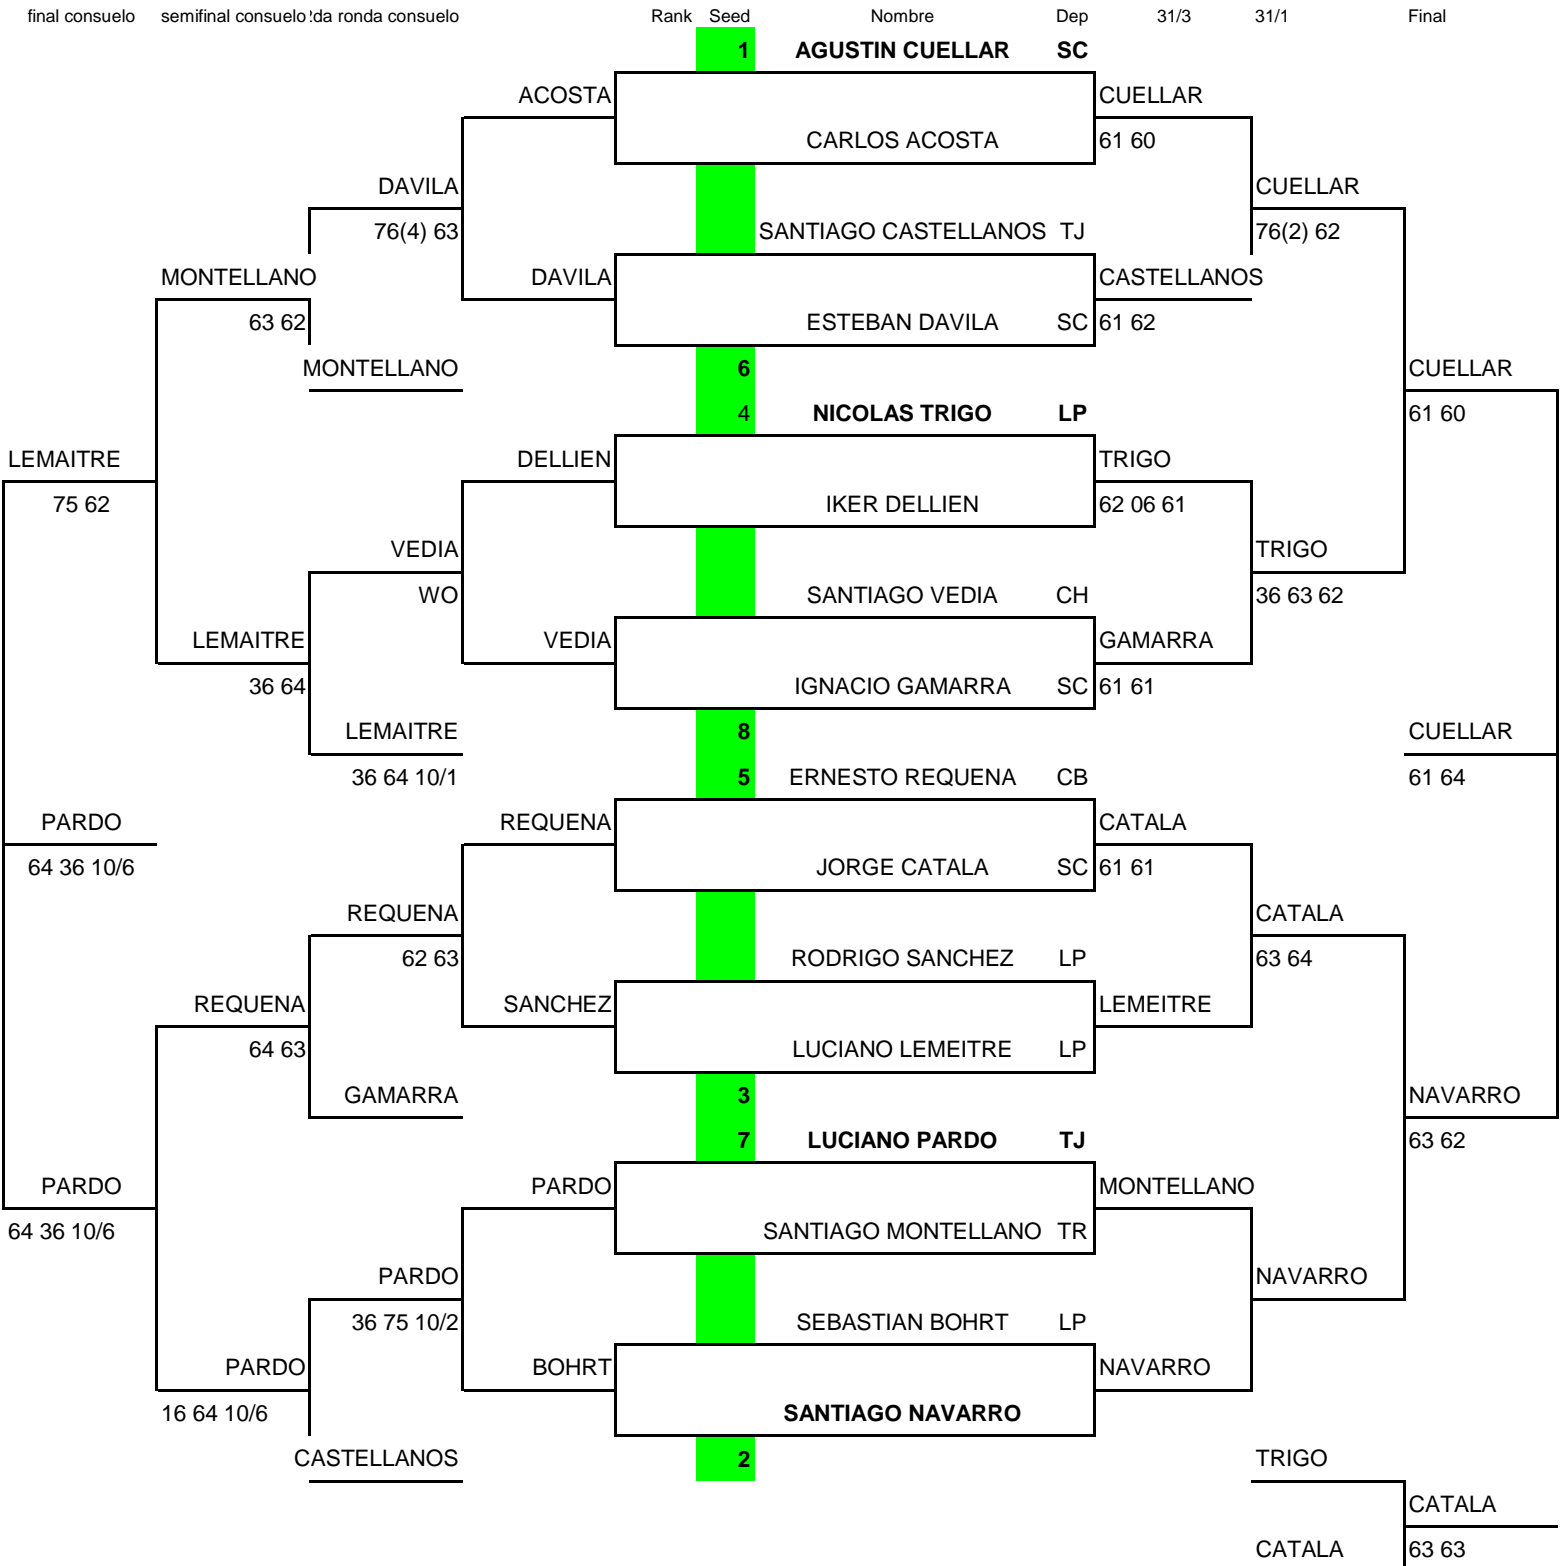 final consuelo semifinal consuelo da ronda consuelo Rank Seed Nombre Dep 31/3 31/1 Final
1 AGUSTIN CUELLAR SC
ACOSTA CUELLAR
CARLOS ACOSTA 61 60
DAVILA CUELLAR
76(4) 63 SANTIAGO CASTELLANOS TJ 76(2) 62
MONTELLANO DAVILA CASTELLANOS
63 62 ESTEBAN DAVILA SC 61 62
MONTELLANO 6 CUELLAR
4 NICOLAS TRIGO LP 61 60
LEMAITRE DELLIEN TRIGO
75 62 IKER DELLIEN 62 06 61
VEDIA TRIGO
WO SANTIAGO VEDIA CH 36 63 62
LEMAITRE VEDIA GAMARRA
36 64 IGNACIO GAMARRA SC 61 61
LEMAITRE 8 CUELLAR
36 64 10/1 5 ERNESTO REQUENA CB 61 64
PARDO REQUENA CATALA
64 36 10/6 JORGE CATALA SC 61 61
REQUENA CATALA
62 63 RODRIGO SANCHEZ LP 63 64
REQUENA SANCHEZ LEMEITRE
64 63 LUCIANO LEMEITRE LP
GAMARRA 3 NAVARRO
7 LUCIANO PARDO TJ 63 62
PARDO PARDO MONTELLANO
64 36 10/6 SANTIAGO MONTELLANO TR
PARDO NAVARRO
36 75 10/2 SEBASTIAN BOHRT LP
PARDO BOHRT NAVARRO
16 64 10/6 SANTIAGO NAVARRO
CASTELLANOS 2 TRIGO
CATALA
CATALA 63 63